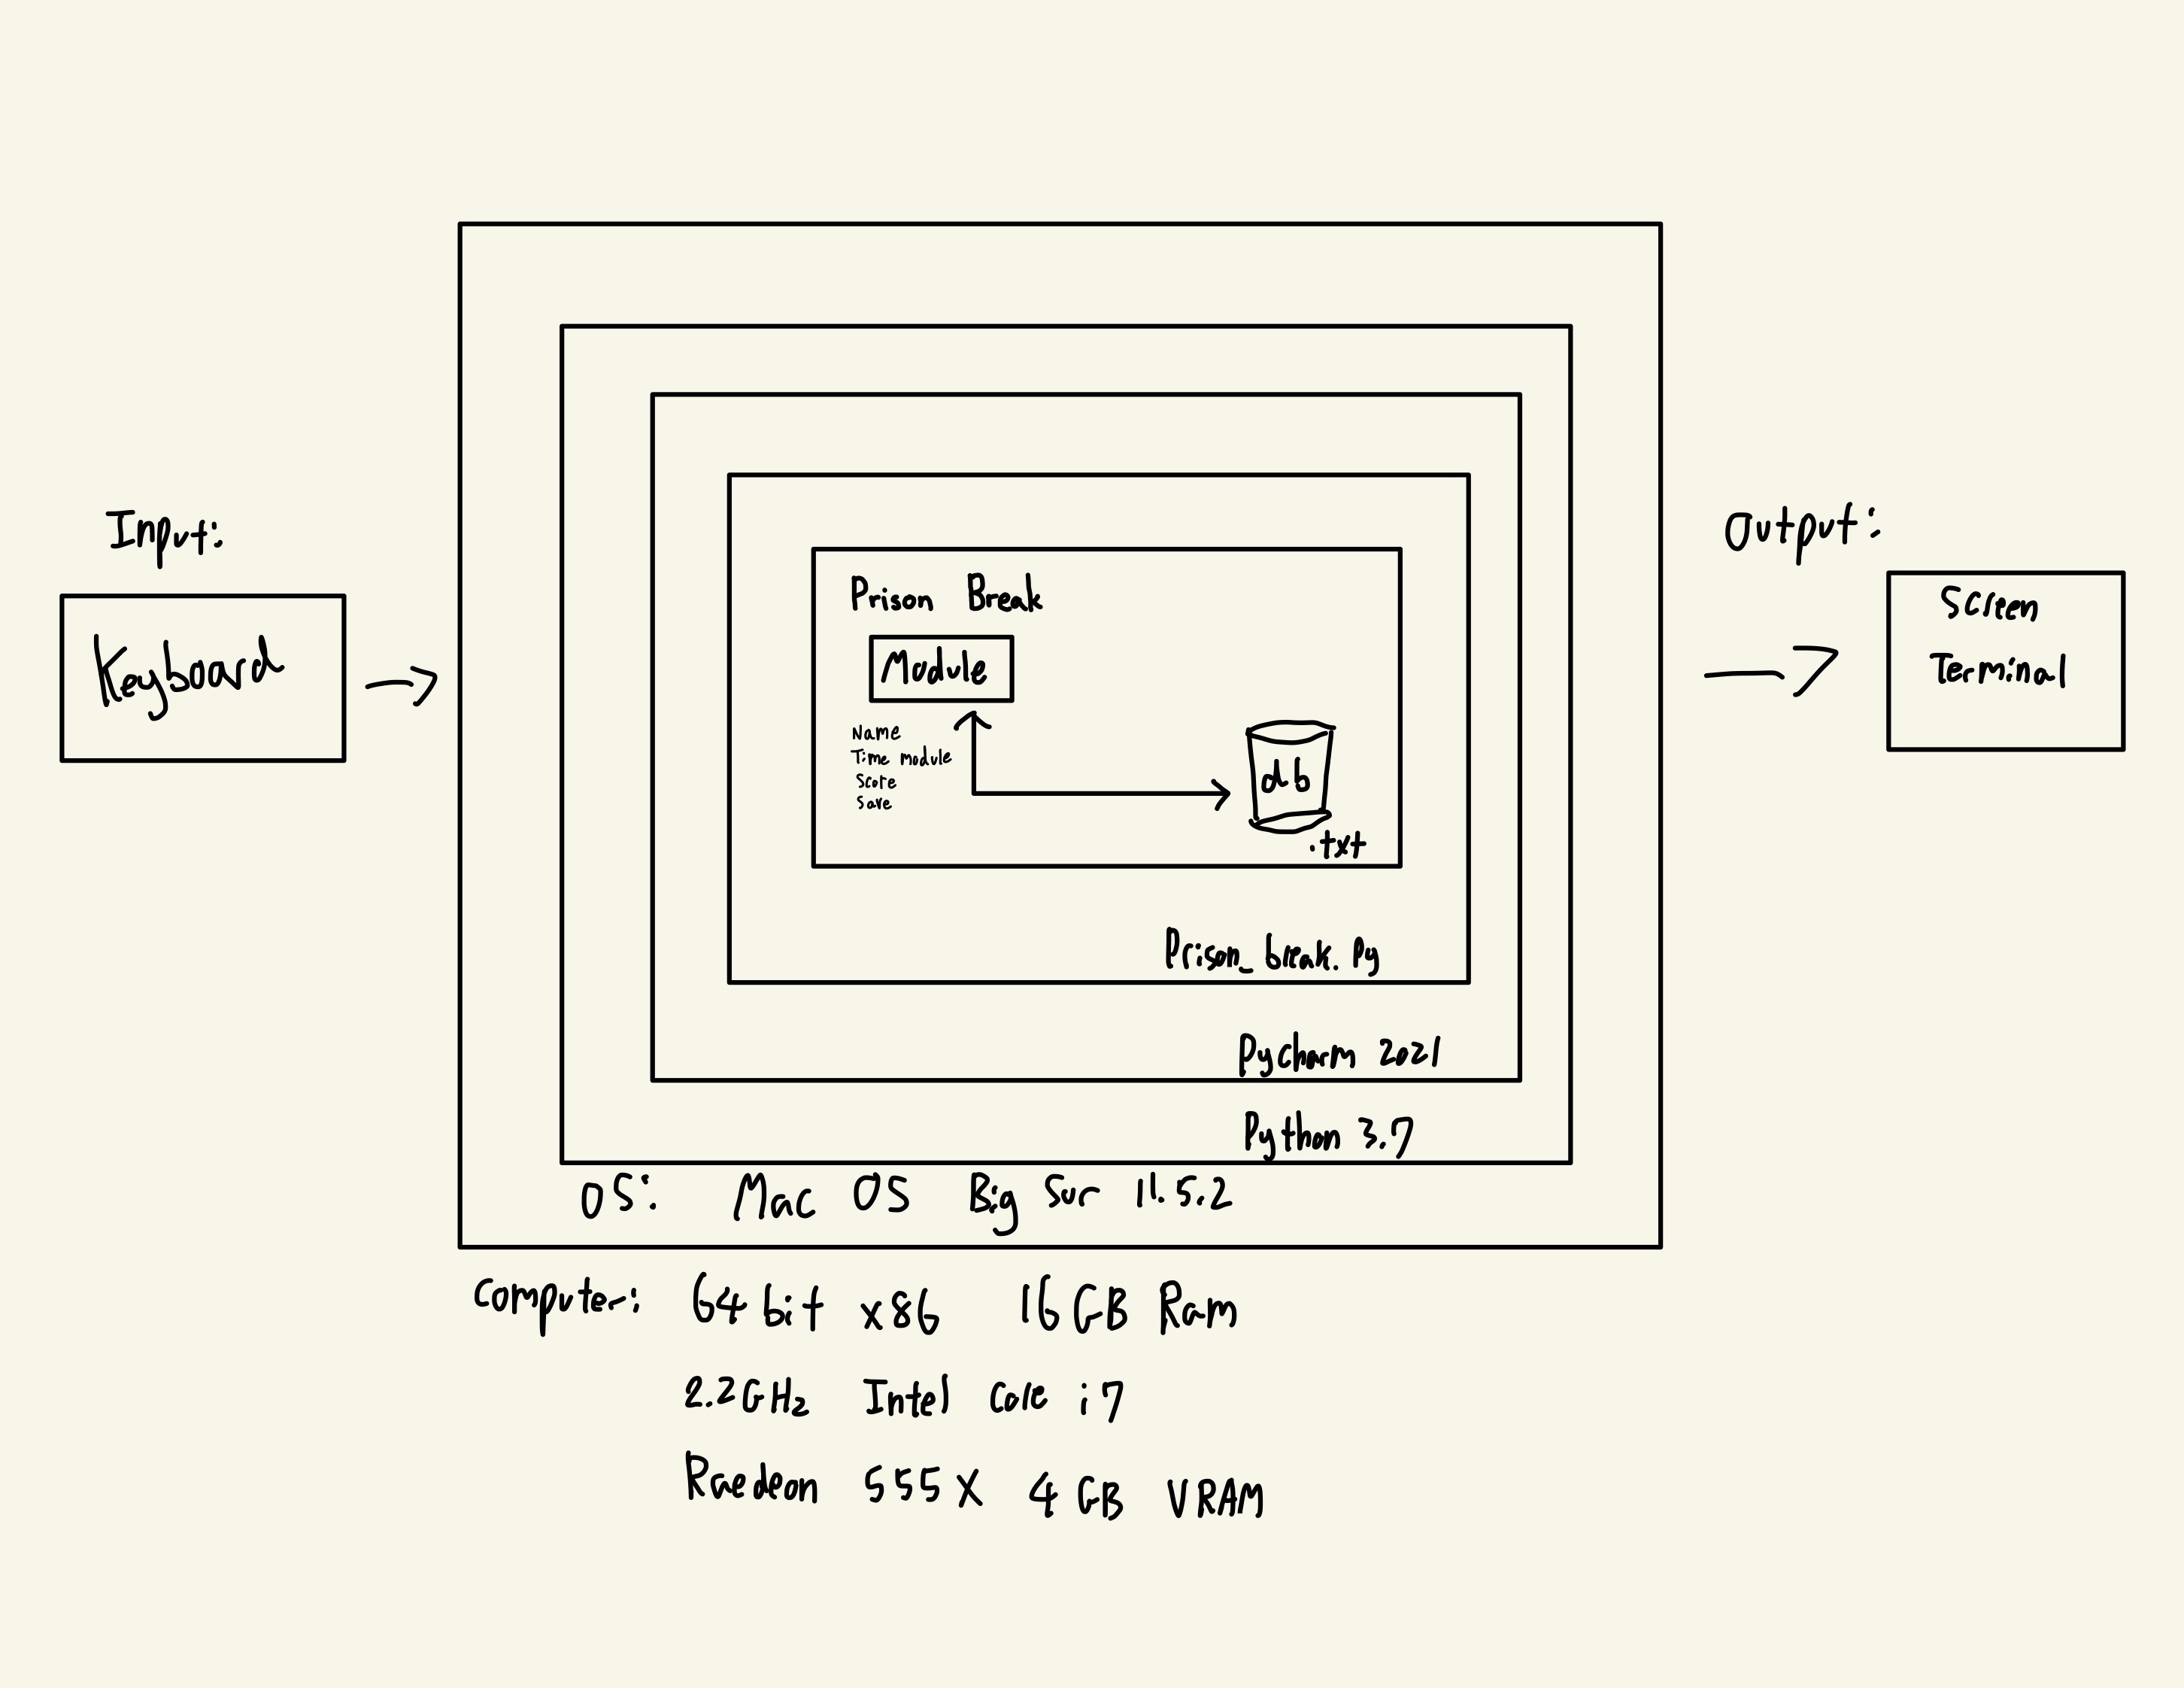 Input:
Keyboard
Output:
Screen
Terminal
Prison Break
Module
Name
Time module
Score
Save
db
.txt
Prison_break.Py
Pycharm 2021
Python 3.7
OS: Mac OS Big Sur 11.5.2
Computer: 64 bit x86 16 GB Ram
2.2GHz Intel Core i7
Raedon 555X 4 GB VRAM